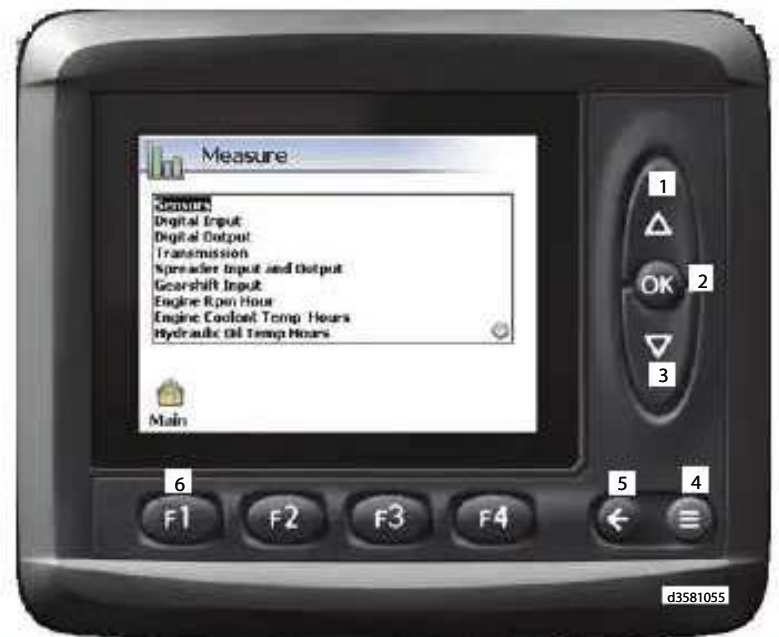 Measure
Sensors
Digital Input
Digital Output
Transmission
Spreader Input and Output
Gearshift Input
Engine Rpm Hour
Engine Coolant Temp Hours
Hydraulic Oil Temp Hours
Main
1
OK
2
3
6
5
4
F1
F2
F3
F4
d3581055